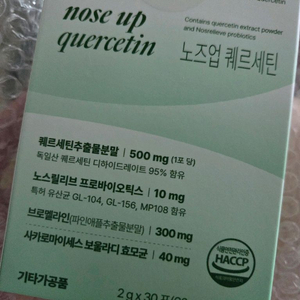 nose up
quercetin
Contains quercetin extract powder
and Nosrelieve probiotics
노즈업 퀘르세틴
퀘르세틴추출물분말 500 mg (1포 당)
독일산 퀘르세틴 디하이드레이트 95% 함유
노스릴리브 프로바이오틱스 10 mg
특허 유산균 GL-104, GL-156, MP108 함유
브로멜라인(파인애플추출물분말) 300 mg
사카로마이세스 보울라디 효모균 40 mg
HACCP
기타가공품
2 g x 30 포